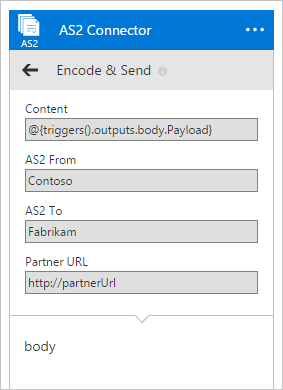 AS2
AS2 Connector
Encode & Send
Content
@{triggers().outputs.body.Payload}
AS2 From
Contoso
AS2 To
Fabrikam
Partner URL
http://partnerUrl
body